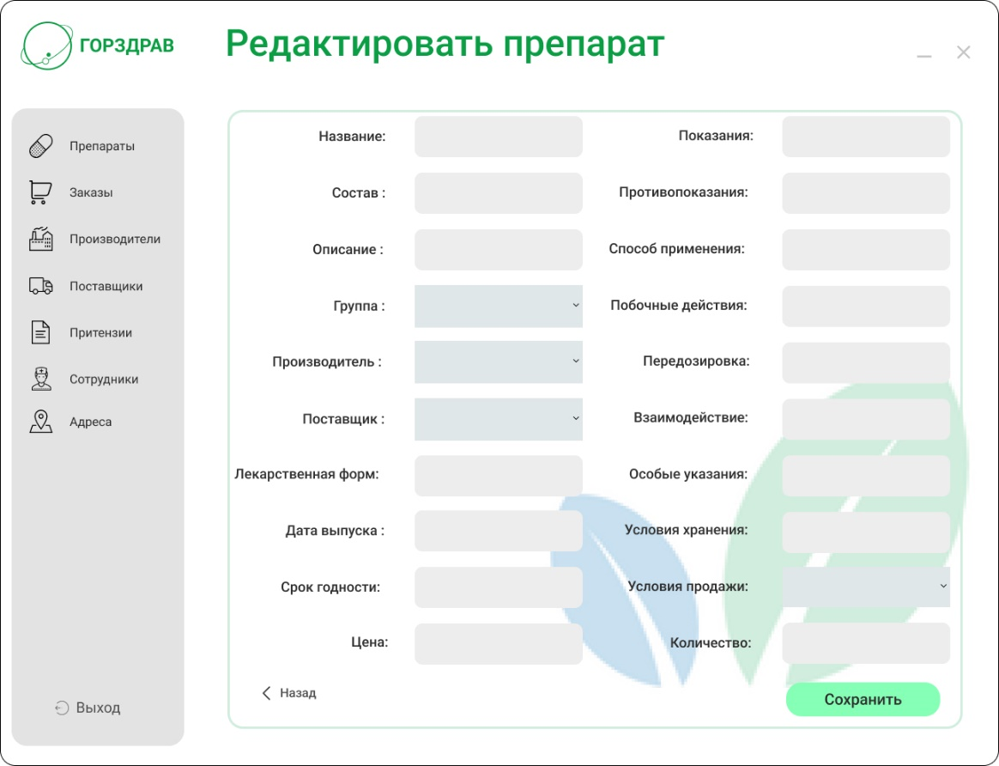 ГОРЗДРАВ
Редактировать препарат
Препараты
Заказы
Производители
Поставщики
Притензии
Сотрудники
Адреса
Выход
Название:
Состав :
Описание :
Группа :
Производитель :
Поставщик :
Лекарственная форм:
Дата выпуска :
Срок годности:
Цена:
Показания:
Противопоказания:
Способ применения:
Побочные действия:
Передозировка:
Взаимодействие:
Особые указания:
Условия хранения:
Условия продажи:
Количество:
Назад
Сохранить